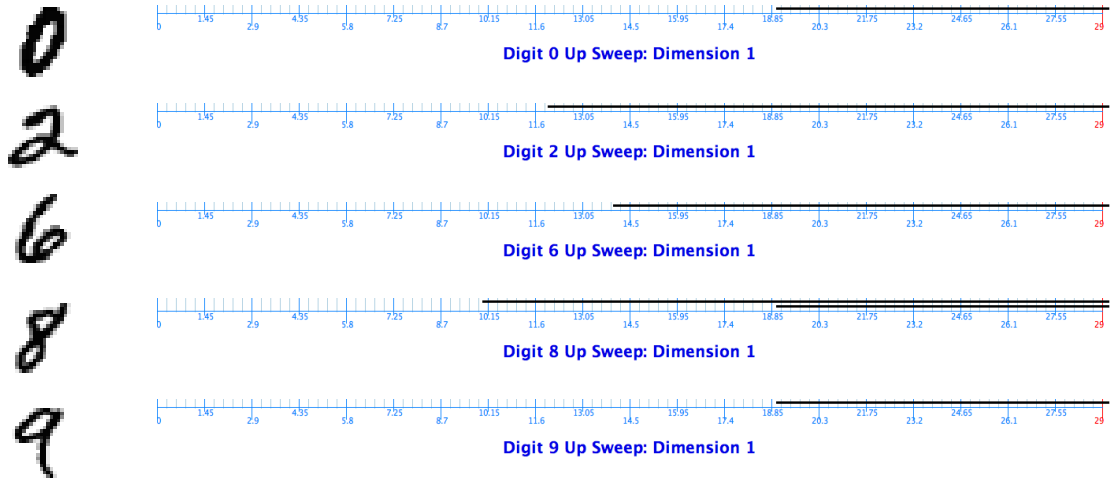 0
0 1.45 2.9 4.35 5.8 7.25 8.7 10.15 11.6 13.05 14.5 15.95 17.4 18.85 20.3 21.75 23.2 24.65 26.1 27.55 29
Digit 0 Up Sweep: Dimension 1
2
0 1.45 2.9 4.35 5.8 7.25 8.7 10.15 11.6 13.05 14.5 15.95 17.4 18.85 20.3 21.75 23.2 24.65 26.1 27.55 29
Digit 2 Up Sweep: Dimension 1
6
0 1.45 2.9 4.35 5.8 7.25 8.7 10.15 11.6 13.05 14.5 15.95 17.4 18.85 20.3 21.75 23.2 24.65 26.1 27.55 29
Digit 6 Up Sweep: Dimension 1
8
0 1.45 2.9 4.35 5.8 7.25 8.7 10.15 11.6 13.05 14.5 15.95 17.4 18.85 20.3 21.75 23.2 24.65 26.1 27.55 29
Digit 8 Up Sweep: Dimension 1
9
0 1.45 2.9 4.35 5.8 7.25 8.7 10.15 11.6 13.05 14.5 15.95 17.4 18.85 20.3 21.75 23.2 24.65 26.1 27.55 29
Digit 9 Up Sweep: Dimension 1